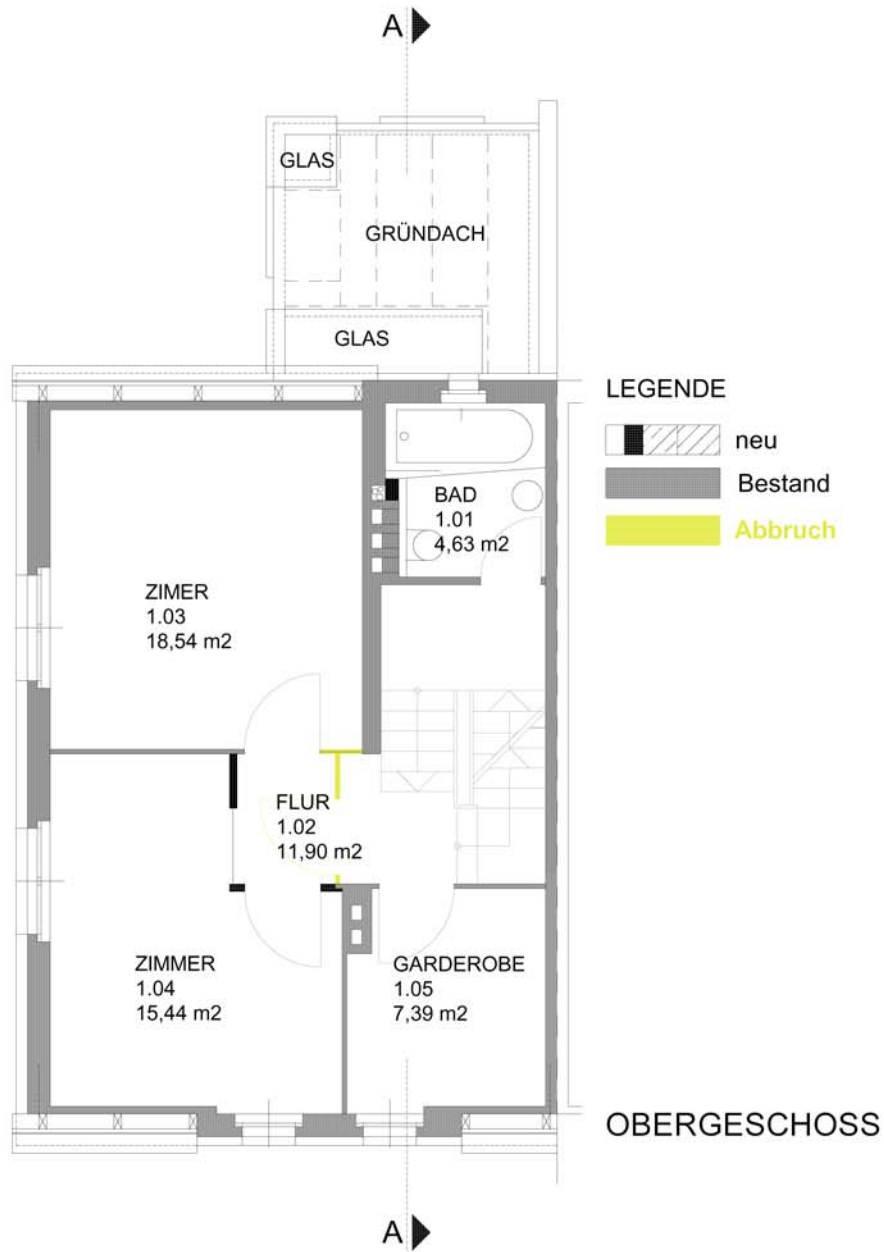 A
GLAS
GRÜNDACH
GLAS
LEGENDE
neu
Bestand
Abbruch
BAD
1.01
4,63 m2
ZIMER
1.03
18,54 m2
FLUR
1.02
11,90 m2
ZIMMER
1.04
15,44 m2
GARDEROBE
1.05
7,39 m2
OBERGESCHOSS
A